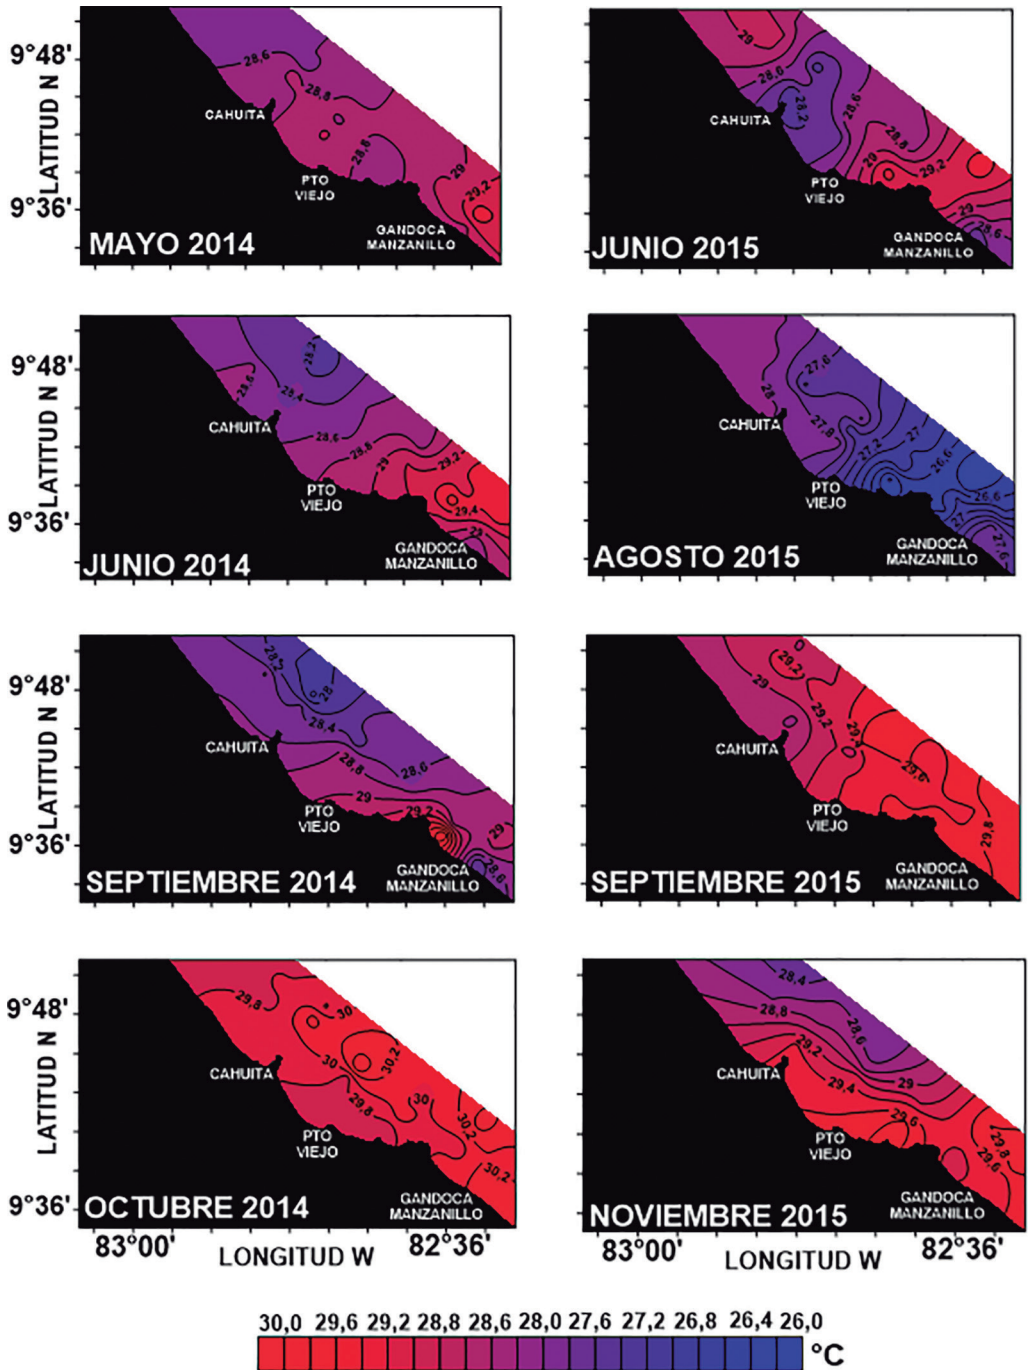 MAYO 2014
9°48'
9°36'
LATITUD N
CAHUITA
PTO
VIEJO
GANDOCA
MANZANILLO
28,6
28,8
28,8
29
29,2
JUNIO 2015
CAHUITA
PTO
VIEJO
GANDOCA
MANZANILLO
29
28,6
28,2
28,6
28,8
29
29,2
29
28,6
JUNIO 2014
9°48'
9°36'
LATITUD N
CAHUITA
PTO
VIEJO
GANDOCA
MANZANILLO
28,2
28,6
28,4
28,6
28,8
29
29,2
29,4
29
AGOSTO 2015
CAHUITA
PTO
VIEJO
GANDOCA
MANZANILLO
27,6
28
27,8
27,2
27
26,6
26,6
27
27,6
SEPTIEMBRE 2014
9°48'
9°36'
LATITUD N
CAHUITA
PTO
VIEJO
GANDOCA
MANZANILLO
28,2
28
28,4
28,6
28,8
29
29,2
29
28,6
SEPTIEMBRE 2015
CAHUITA
PTO
VIEJO
GANDOCA
MANZANILLO
29,2
29
29,2
29,4
29,6
29,8
OCTUBRE 2014
9°48'
9°36'
LATITUD N
CAHUITA
PTO
VIEJO
GANDOCA
MANZANILLO
29,8
30
30
30,2
29,8
30
30,2
30,2
83°00'
82°36'
LONGITUD W
NOVIEMBRE 2015
CAHUITA
PTO
VIEJO
GANDOCA
MANZANILLO
28,4
28,8
28,6
29,2
29
29,4
29,6
29,8
29,6
83°00'
82°36'
LONGITUD W
30,0 29,6 29,2 28,8 28,6 28,0 27,6 27,2 26,8 26,4 26,0
°C